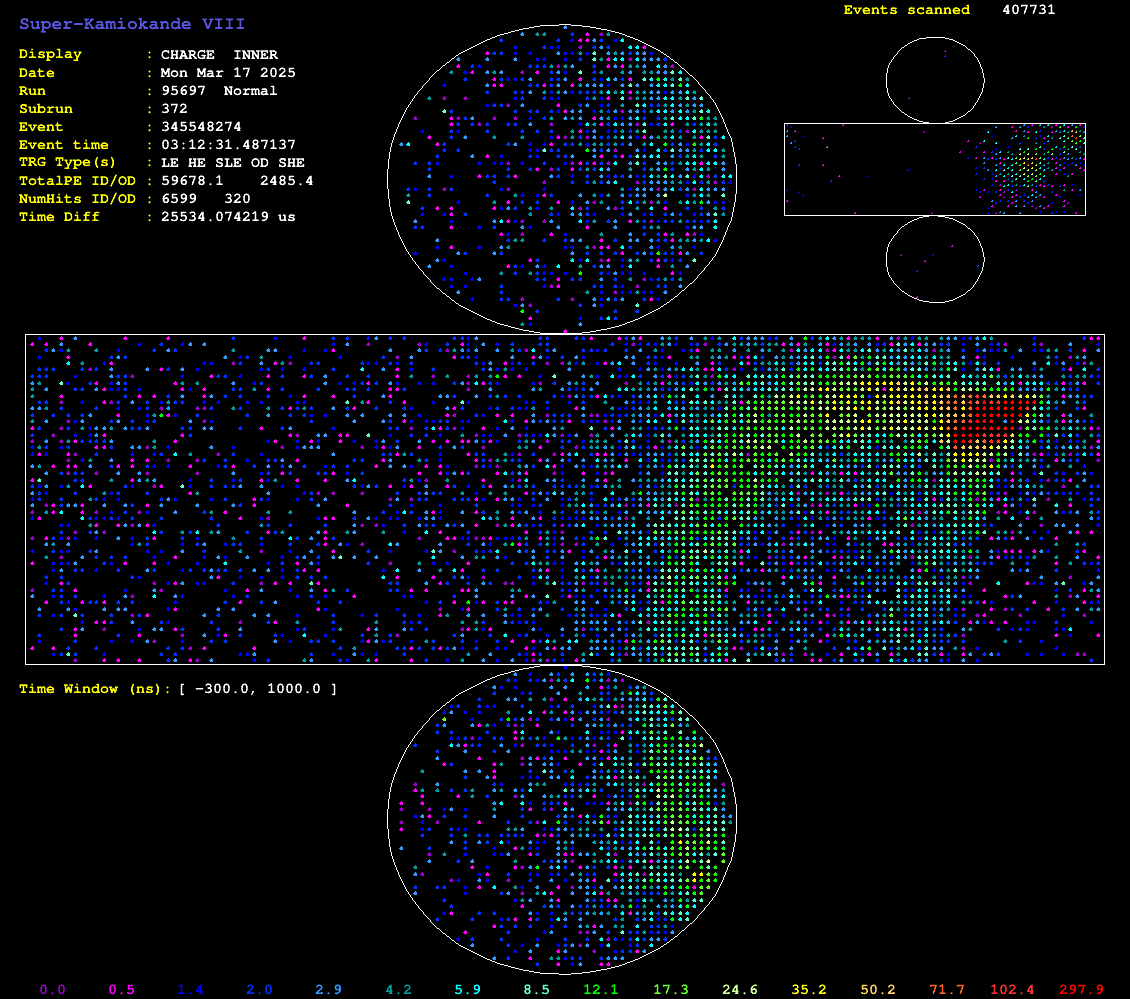 Super-Kamiokande VIII
Events scanned 407731
Display : CHARGE INNER
Date : Mon Mar 17 2025
Run : 95697 Normal
Subrun : 372
Event : 345548274
Event time : 03:12:31.487137
TRG Type(s) : LE HE SLE OD SHE
TotalPE ID/OD : 59678.1 2485.4
NumHits ID/OD : 6599 320
Time Diff : 25534.074219 us
Time Window (ns): [ -300.0, 1000.0 ]
0.0 0.5 1.4 2.0 2.9 4.2 5.9 8.5 12.1 17.3 24.6 35.2 50.2 71.7 102.4 297.9